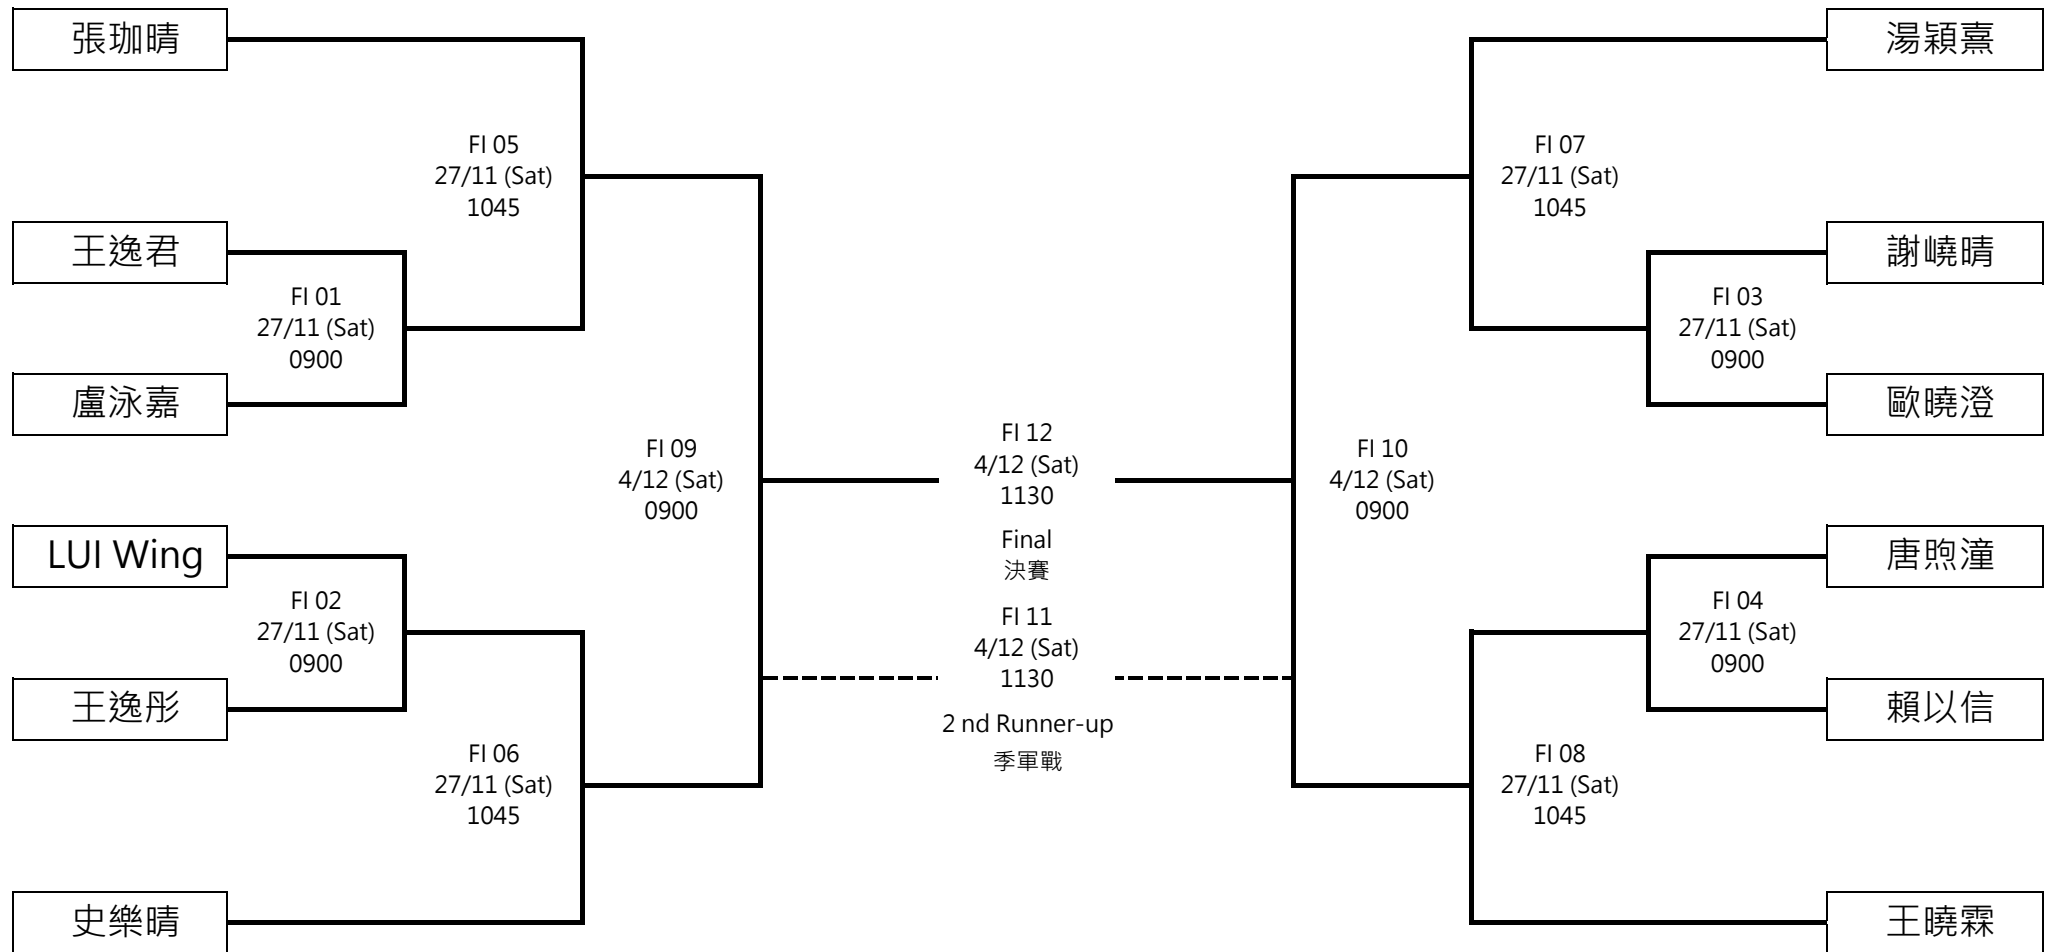 張珈晴
湯穎熹
FI 05
27/11 (Sat)
1045
FI 07
27/11 (Sat)
1045
王逸君
謝嶢晴
FI 01
27/11 (Sat)
0900
FI 03
27/11 (Sat)
0900
盧泳嘉
歐曉澄
FI 09
4/12 (Sat)
0900
FI 12
4/12 (Sat)
1130
Final
決賽
FI 10
4/12 (Sat)
0900
LUI Wing
唐煦潼
FI 02
27/11 (Sat)
0900
FI 11
4/12 (Sat)
1130
2 nd Runner-up
季軍戰
FI 04
27/11 (Sat)
0900
王逸彤
賴以信
FI 06
27/11 (Sat)
1045
FI 08
27/11 (Sat)
1045
史樂晴
王曉霖